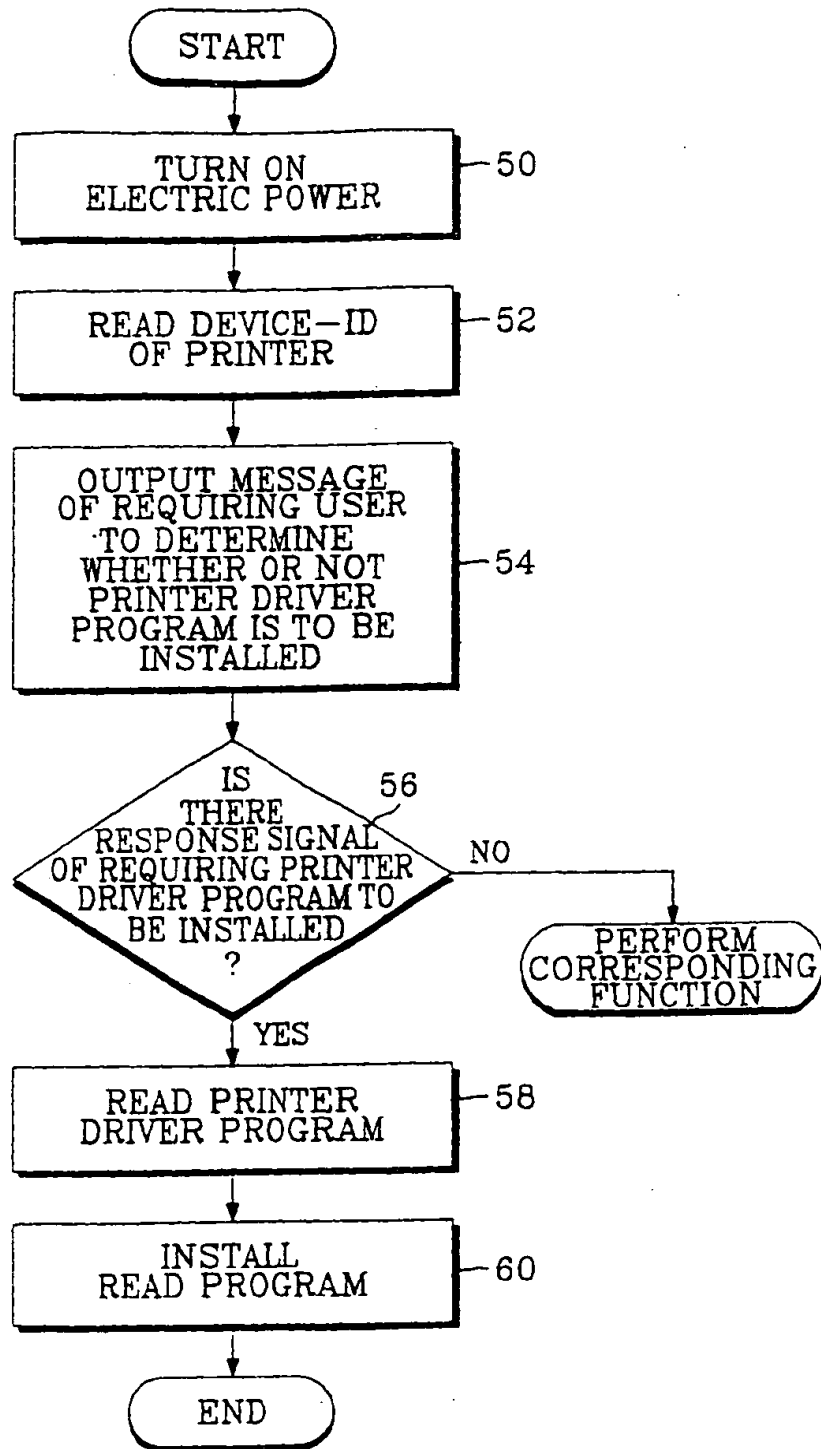 START
TURN ON
ELECTRIC POWER
50
READ DEVICE-ID
OF PRINTER
52
OUTPUT MESSAGE
OF REQUIRING USER
TO DETERMINE
WHETHER OR NOT
PRINTER DRIVER
PROGRAM IS TO BE
INSTALLED
54
IS
THERE
RESPONSE SIGNAL
OF REQUIRING PRINTER
DRIVER PROGRAM TO
BE INSTALLED
?
56
NO
PERFORM
CORRESPONDING
FUNCTION
YES
READ PRINTER
DRIVER PROGRAM
58
INSTALL
READ PROGRAM
60
END